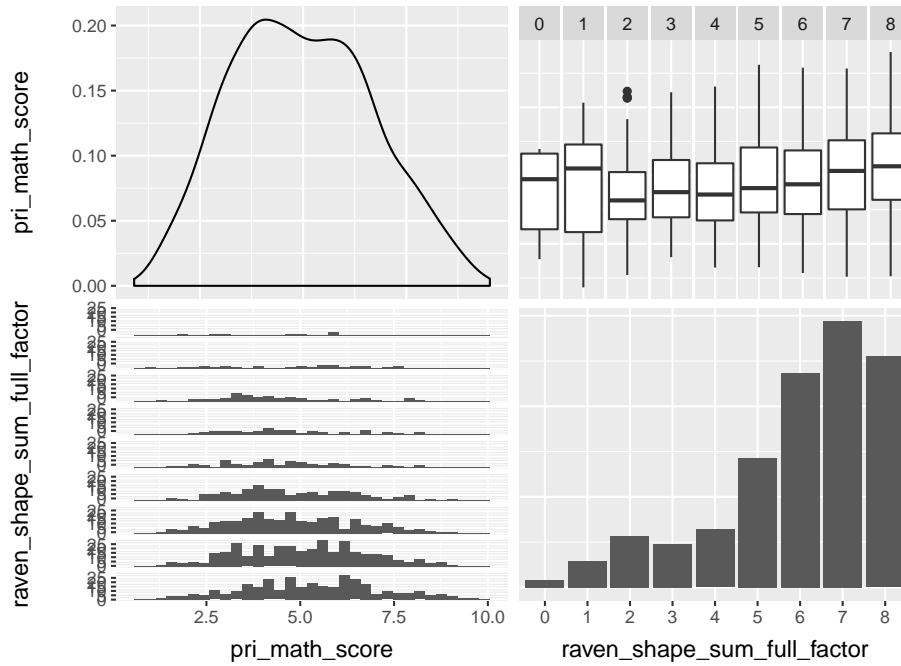 0.20
0.15
0.10
0.05
0.00
pri_math_score
0 1 2 3 4 5 6 7 8
raven_shape_sum_full_factor
2.5 5.0 7.5 10.0
pri_math_score
0 1 2 3 4 5 6 7 8
raven_shape_sum_full_factor